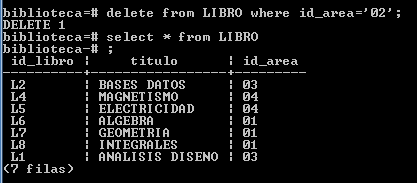 biblioteca=# delete from LIBRO where id_area='02';
DELETE 1
biblioteca=# select * from LIBRO
biblioteca-# ;
id_libro ¦ titulo ¦ id_area
----------+-----------------+---------
L2 ¦ BASES DATOS ¦ 03
L4 ¦ MAGNETISMO ¦ 04
L5 ¦ ELECTRICIDAD ¦ 04
L6 ¦ ALGEBRA ¦ 01
L7 ¦ GEOMETRIA ¦ 01
L8 ¦ INTEGRALES ¦ 01
L1 ¦ ANALISIS DISENO ¦ 03
(7 filas)